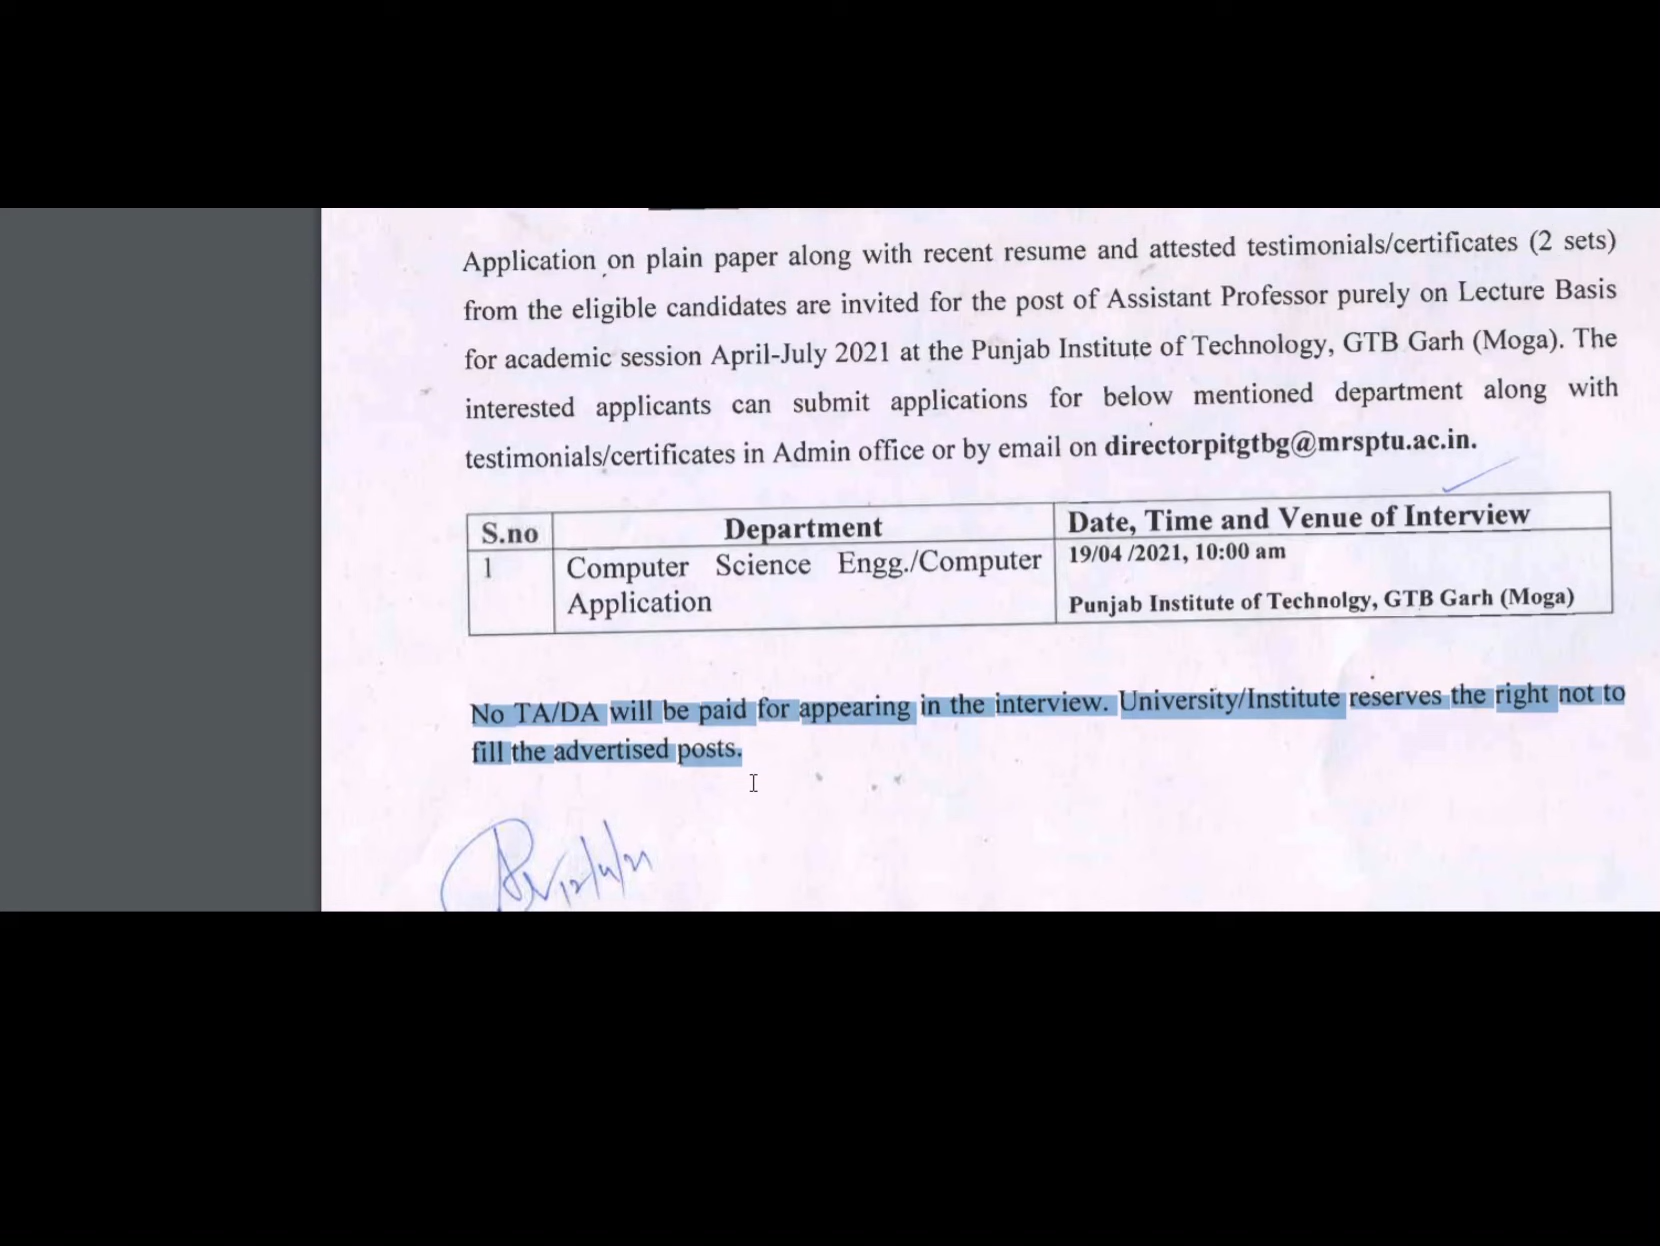 Application on plain paper along with recent resume and attested testimonials/certificates (2 sets)
from the eligible candidates are invited for the post of Assistant Professor purely on Lecture Basis
for academic session April-July 2021 at the Punjab Institute of Technology, GTB Garh (Moga). The
interested applicants can submit applications for below mentioned department along with
testimonials/certificates in Admin office or by email on directorpitgtbg@mrsptu.ac.in.
S.no Department Date, Time and Venue of Interview
1 Computer Science Engg./Computer 19/04 /2021, 10:00 am
Application Punjab Institute of Technolgy, GTB Garh (Moga)
No TA/DA will be paid for appearing in the interview. University/Institute reserves the right not to
fill the advertised posts.
12/4/21